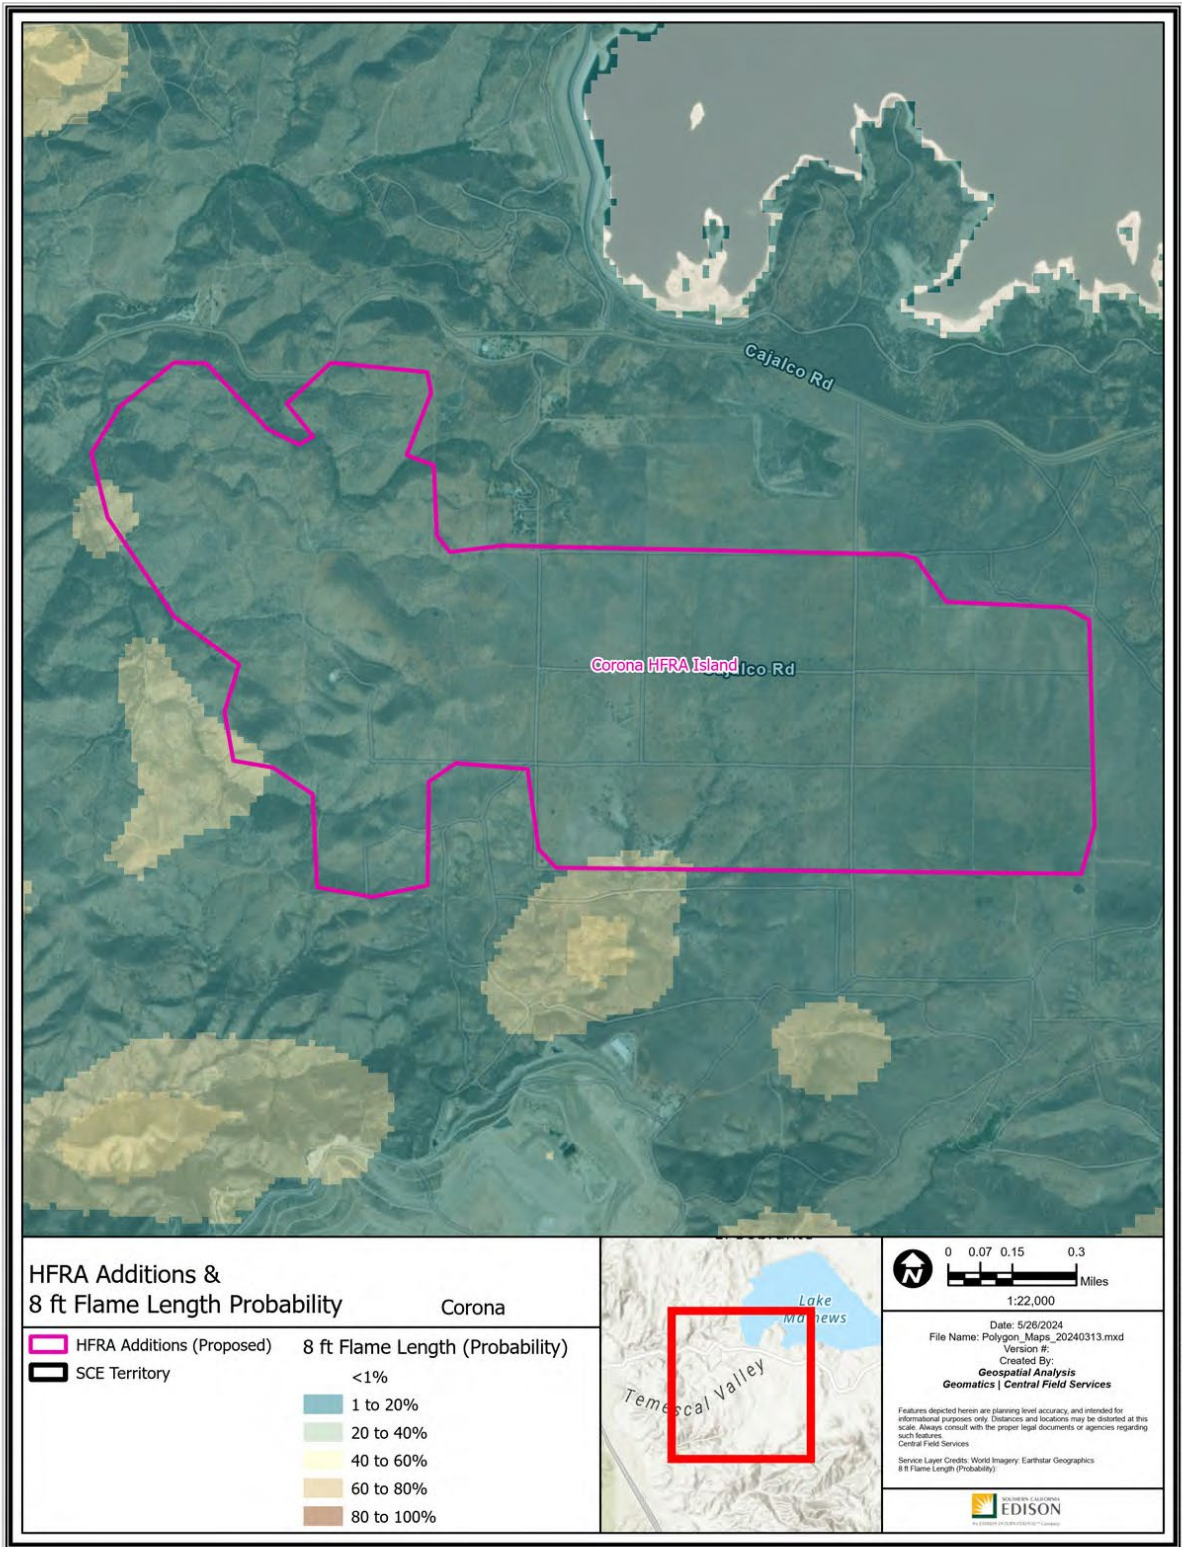 Cajalco Rd
Corona HFRA Island
HFRA Additions &
8 ft Flame Length Probability
Corona
HFRA Additions (Proposed)
SCE Territory
8 ft Flame Length (Probability)
<1%
1 to 20%
20 to 40%
40 to 60%
60 to 80%
80 to 100%
Lake
Mathews
Temescal Valley
N
0 0.07 0.15 0.3
Miles
1:22,000
Date: 5/26/2024
File Name: Polygon_Maps_20240313.mxd
Version #:
Created By:
Geospatial Analysis
Geomatics | Central Field Services
Features depicted herein are planning level accuracy, and intended for
informational purposes only. Distances and locations may be distorted at this
scale. Always consult with the proper legal documents or agencies regarding
such features.
Central Field Services
Service Layer Credits: World Imagery: Earthstar Geographics
8 ft Flame Length (Probability):
SOUTHERN CALIFORNIA
EDISON
An EDISON INTERNATIONAL™ Company